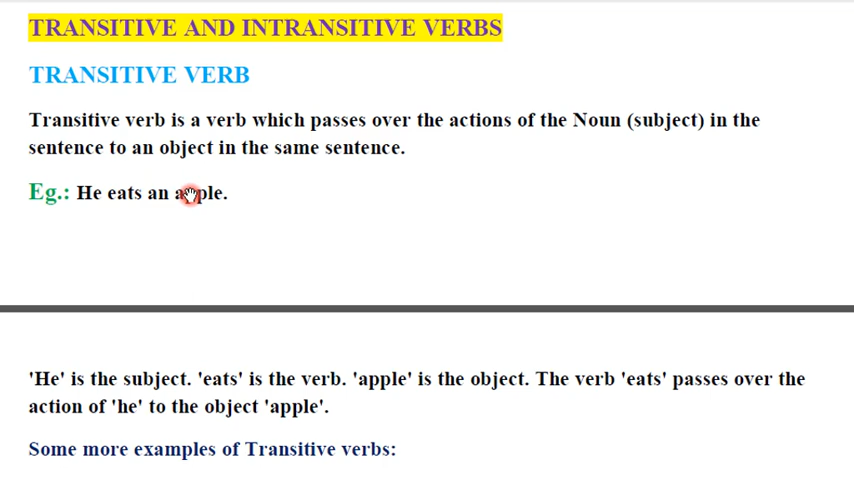 TRANSITIVE AND INTRANSITIVE VERBS
TRANSITIVE VERB
Transitive verb is a verb which passes over the actions of the Noun (subject) in the
sentence to an object in the same sentence.
Eg.: He eats an apple.
'He' is the subject. 'eats' is the verb. 'apple' is the object. The verb 'eats' passes over the
action of 'he' to the object 'apple'.
Some more examples of Transitive verbs: